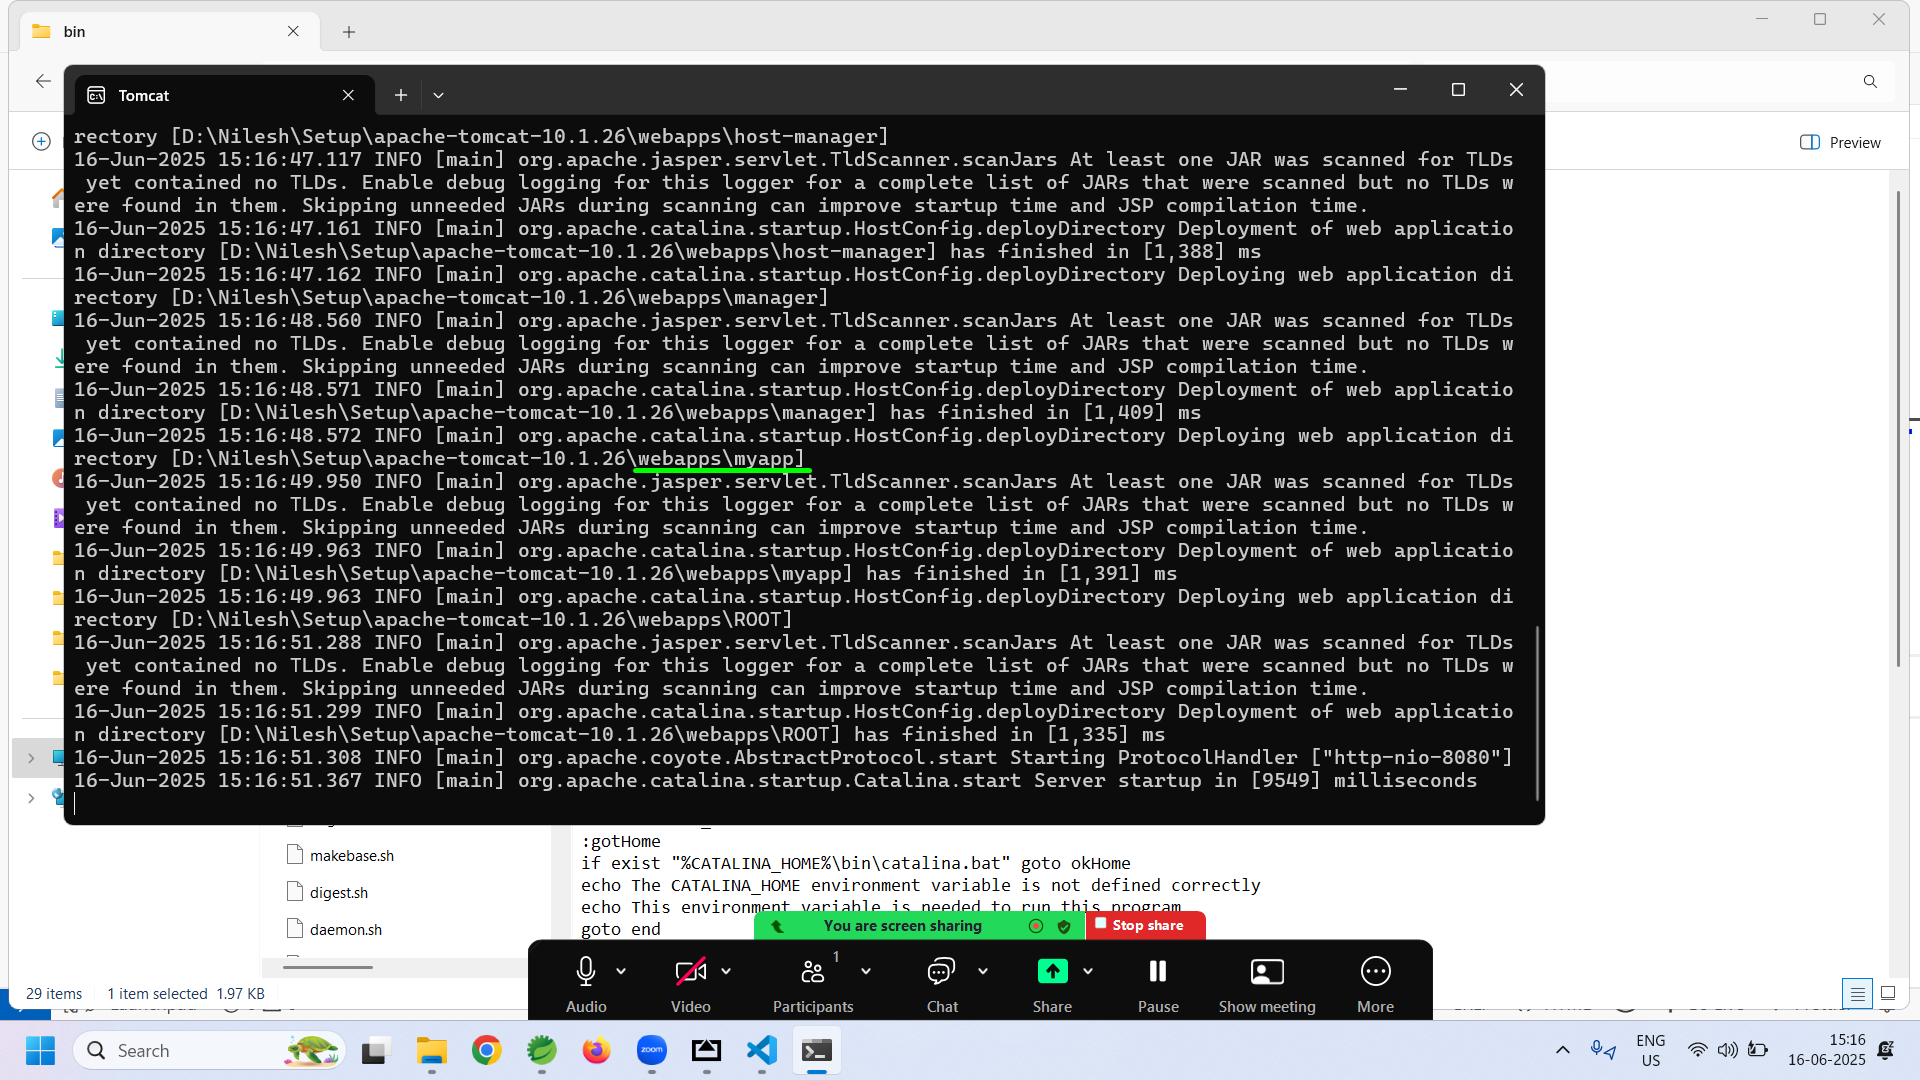 bin
Tomcat
Preview
rectory [D:\Nilesh\Setup\apache-tomcat-10.1.26\webapps\host-manager]
16-Jun-2025 15:16:47.117 INFO [main] org.apache.jasper.servlet.TldScanner.scanJars At least one JAR was scanned for TLDs
yet contained no TLDs. Enable debug logging for this logger for a complete list of JARs that were scanned but no TLDs w
ere found in them. Skipping unneeded JARs during scanning can improve startup time and JSP compilation time.
16-Jun-2025 15:16:47.161 INFO [main] org.apache.catalina.startup.HostConfig.deployDirectory Deployment of web applicatio
n directory [D:\Nilesh\Setup\apache-tomcat-10.1.26\webapps\host-manager] has finished in [1,388] ms
16-Jun-2025 15:16:47.162 INFO [main] org.apache.catalina.startup.HostConfig.deployDirectory Deploying web application di
rectory [D:\Nilesh\Setup\apache-tomcat-10.1.26\webapps\manager]
16-Jun-2025 15:16:48.560 INFO [main] org.apache.jasper.servlet.TldScanner.scanJars At least one JAR was scanned for TLDs
yet contained no TLDs. Enable debug logging for this logger for a complete list of JARs that were scanned but no TLDs w
ere found in them. Skipping unneeded JARs during scanning can improve startup time and JSP compilation time.
16-Jun-2025 15:16:48.571 INFO [main] org.apache.catalina.startup.HostConfig.deployDirectory Deployment of web applicatio
n directory [D:\Nilesh\Setup\apache-tomcat-10.1.26\webapps\manager] has finished in [1,409] ms
16-Jun-2025 15:16:48.572 INFO [main] org.apache.catalina.startup.HostConfig.deployDirectory Deploying web application di
rectory [D:\Nilesh\Setup\apache-tomcat-10.1.26\webapps\myapp]
16-Jun-2025 15:16:49.950 INFO [main] org.apache.jasper.servlet.TldScanner.scanJars At least one JAR was scanned for TLDs
yet contained no TLDs. Enable debug logging for this logger for a complete list of JARs that were scanned but no TLDs w
ere found in them. Skipping unneeded JARs during scanning can improve startup time and JSP compilation time.
16-Jun-2025 15:16:49.963 INFO [main] org.apache.catalina.startup.HostConfig.deployDirectory Deployment of web applicatio
n directory [D:\Nilesh\Setup\apache-tomcat-10.1.26\webapps\myapp] has finished in [1,391] ms
16-Jun-2025 15:16:49.963 INFO [main] org.apache.catalina.startup.HostConfig.deployDirectory Deploying web application di
rectory [D:\Nilesh\Setup\apache-tomcat-10.1.26\webapps\ROOT]
16-Jun-2025 15:16:51.288 INFO [main] org.apache.jasper.servlet.TldScanner.scanJars At least one JAR was scanned for TLDs
yet contained no TLDs. Enable debug logging for this logger for a complete list of JARs that were scanned but no TLDs w
ere found in them. Skipping unneeded JARs during scanning can improve startup time and JSP compilation time.
16-Jun-2025 15:16:51.299 INFO [main] org.apache.catalina.startup.HostConfig.deployDirectory Deployment of web applicatio
n directory [D:\Nilesh\Setup\apache-tomcat-10.1.26\webapps\ROOT] has finished in [1,335] ms
16-Jun-2025 15:16:51.308 INFO [main] org.apache.coyote.AbstractProtocol.start Starting ProtocolHandler ["http-nio-8080"]
16-Jun-2025 15:16:51.367 INFO [main] org.apache.catalina.startup.Catalina.start Server startup in [9549] milliseconds
makebase.sh
digest.sh
daemon.sh
:gotHome
if exist "%CATALINA_HOME%\bin\catalina.bat" goto okHome
echo The CATALINA_HOME environment variable is not defined correctly
echo This environment variable is needed to run this program
goto end
You are screen sharing
Stop share
1
Audio Video Participants Chat Share Pause Show meeting More
29 items 1 item selected 1.97 KB
Search
zoom
ENG
US
15:16
16-06-2025